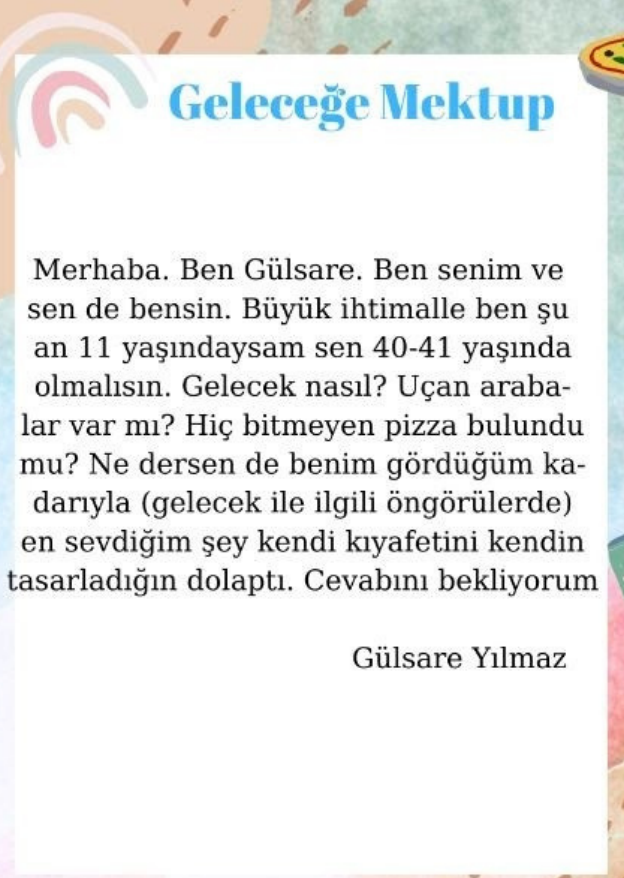 Geleceğe Mektup
Merhaba. Ben Gülsare. Ben senim ve
sen de bensin. Büyük ihtimalle ben şu
an 11 yaşındaysam sen 40-41 yaşında
olmalısın. Gelecek nasıl? Uçan araba-
lar var mı? Hiç bitmeyen pizza bulundu
mu? Ne dersen de benim gördüğüm ka-
darıyla (gelecek ile ilgili öngörülerde)
en sevdiğim şey kendi kıyafetini kendin
tasarladığın dolaptı. Cevabını bekliyorum
Gülsare Yılmaz